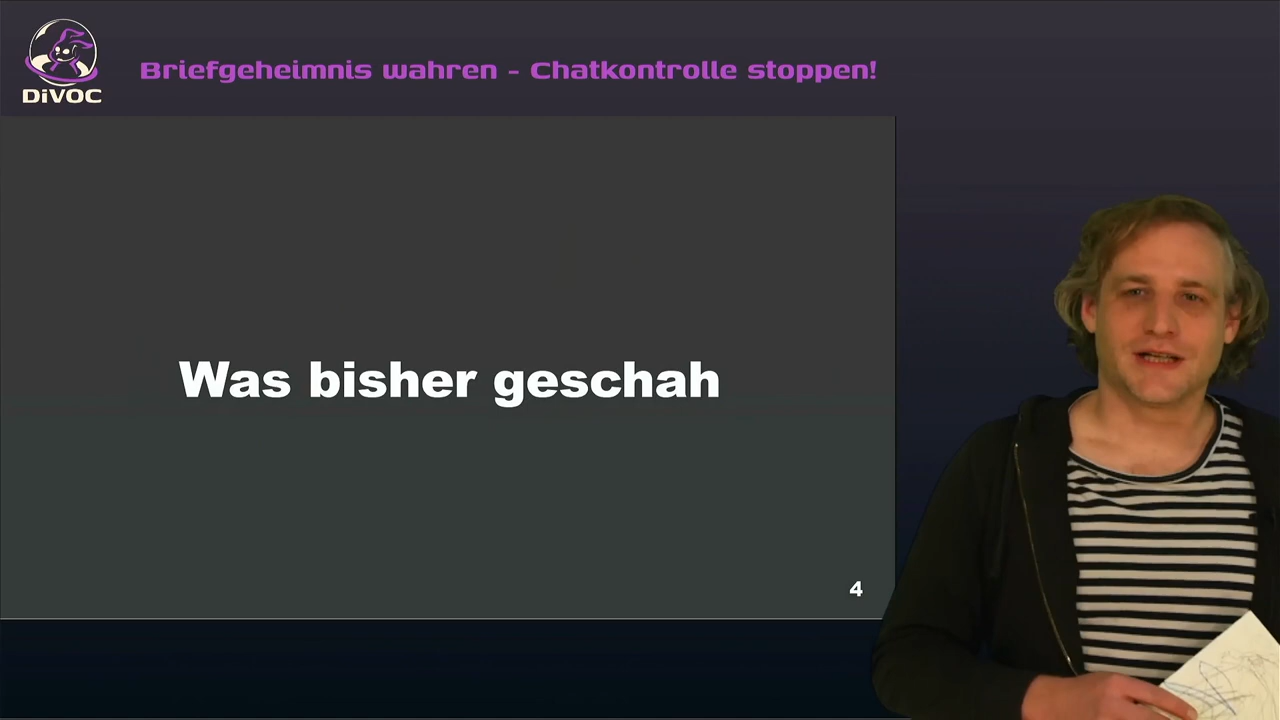 DiVOC
Briefgeheimnis wahren - Chatkontrolle stoppen!
Was bisher geschah
4